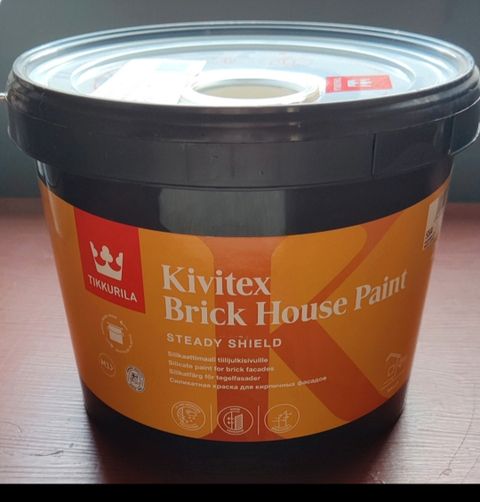 TIKKURILA
TIKKURILA
Kivitex
Brick House Paint
STEADY SHIELD
Silikaattimaali tiilijulkisivuille
Silicate paint for brick facades
Silikatfärg för tegelfasader
Силикатная краска для кирпичных фасадов